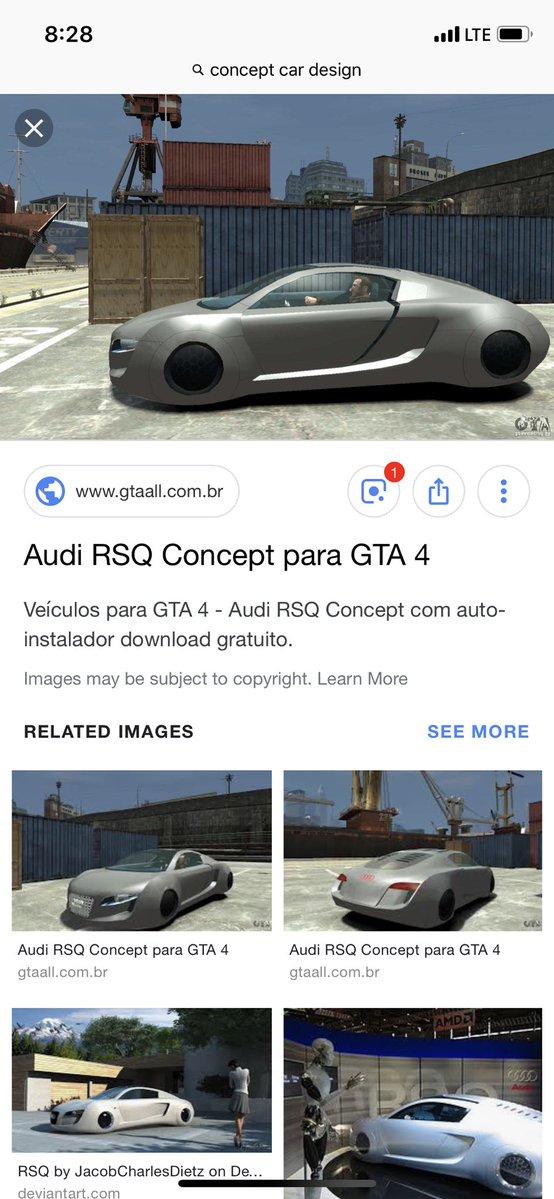 8:28
LTE
concept car design
GTA
1
www.gtaall.com.br
Audi RSQ Concept para GTA 4
Veículos para GTA 4 - Audi RSQ Concept com auto-
instalador download gratuito.
Images may be subject to copyright. Learn More
RELATED IMAGES
SEE MORE
Audi RSQ Concept para GTA 4
gtaall.com.br
Audi RSQ Concept para GTA 4
gtaall.com.br
AMD
Audi
RSQ by JacobCharlesDietz on De...
deviantart.com